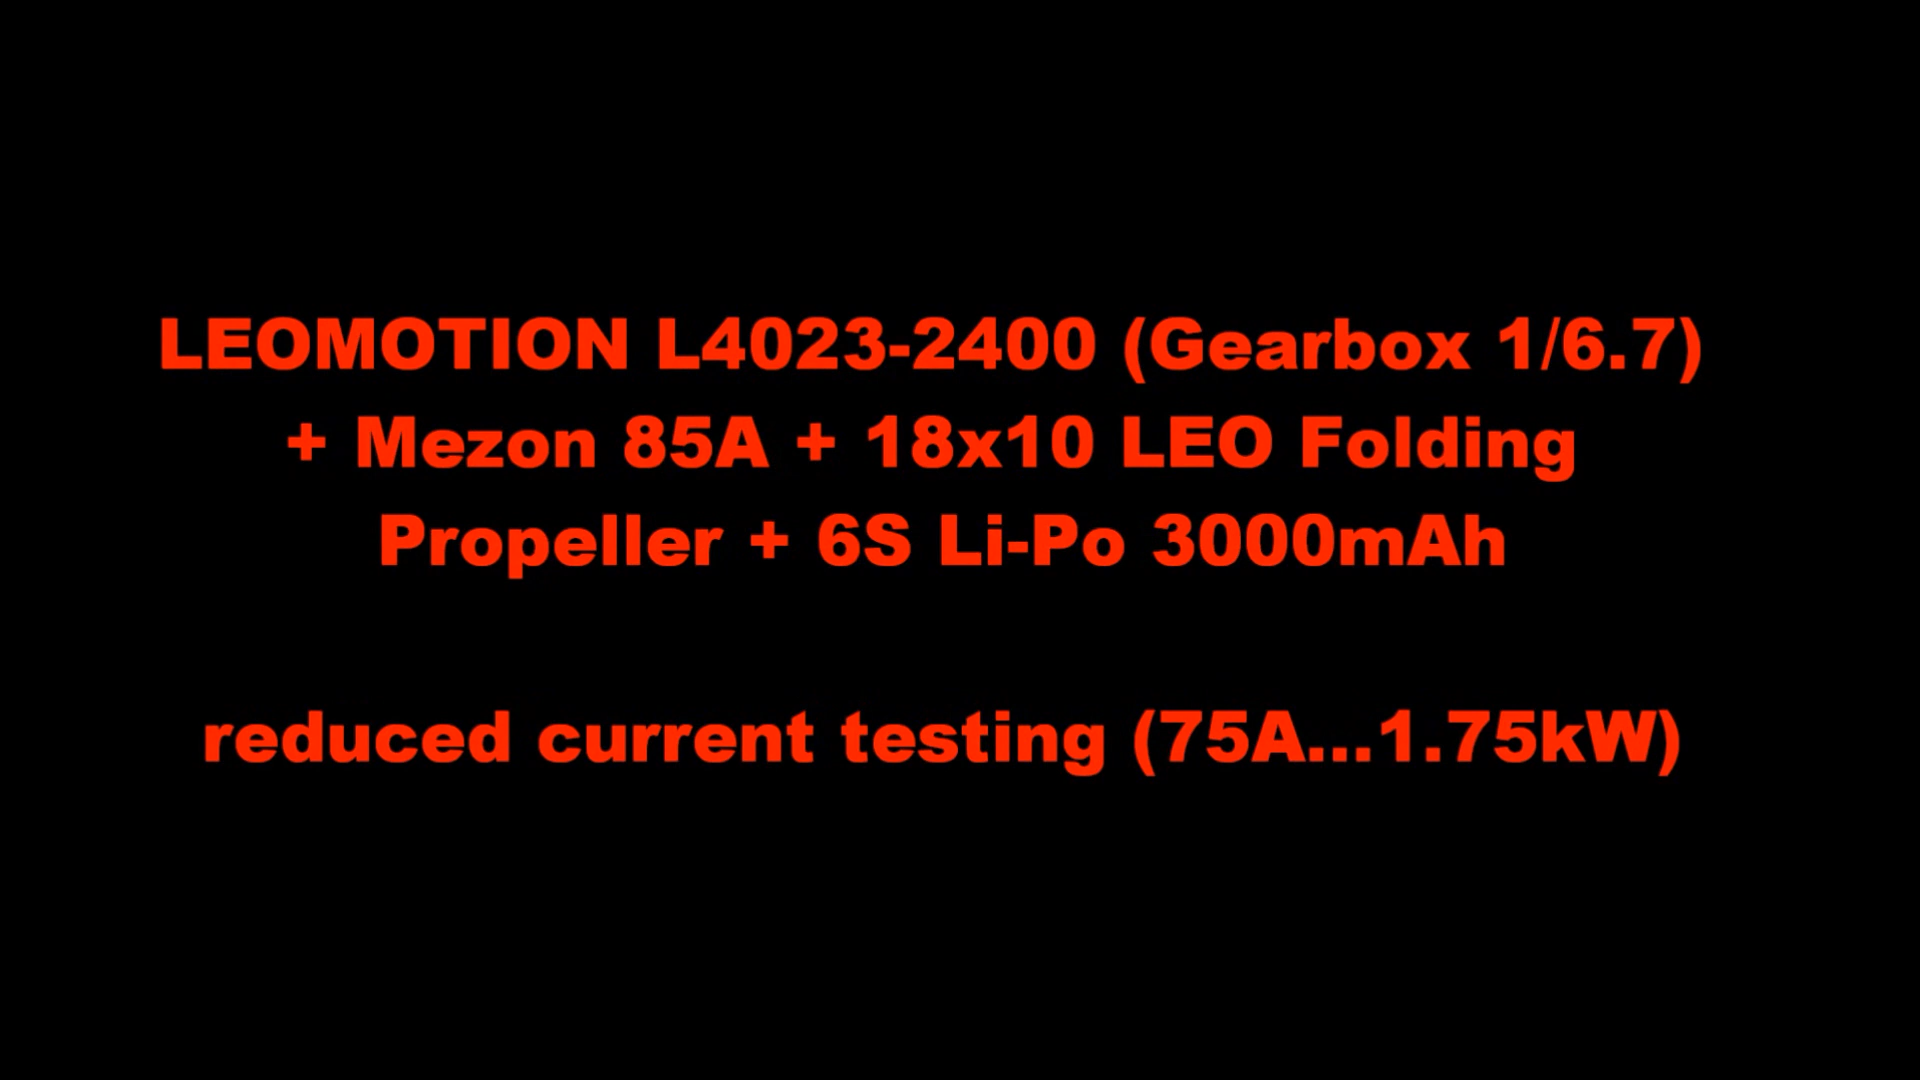 LEOMOTION L4023-2400 (Gearbox 1/6.7)
+ Mezon 85A + 18x10 LEO Folding
Propeller + 6S Li-Po 3000mAh
reduced current testing (75A...1.75kW)